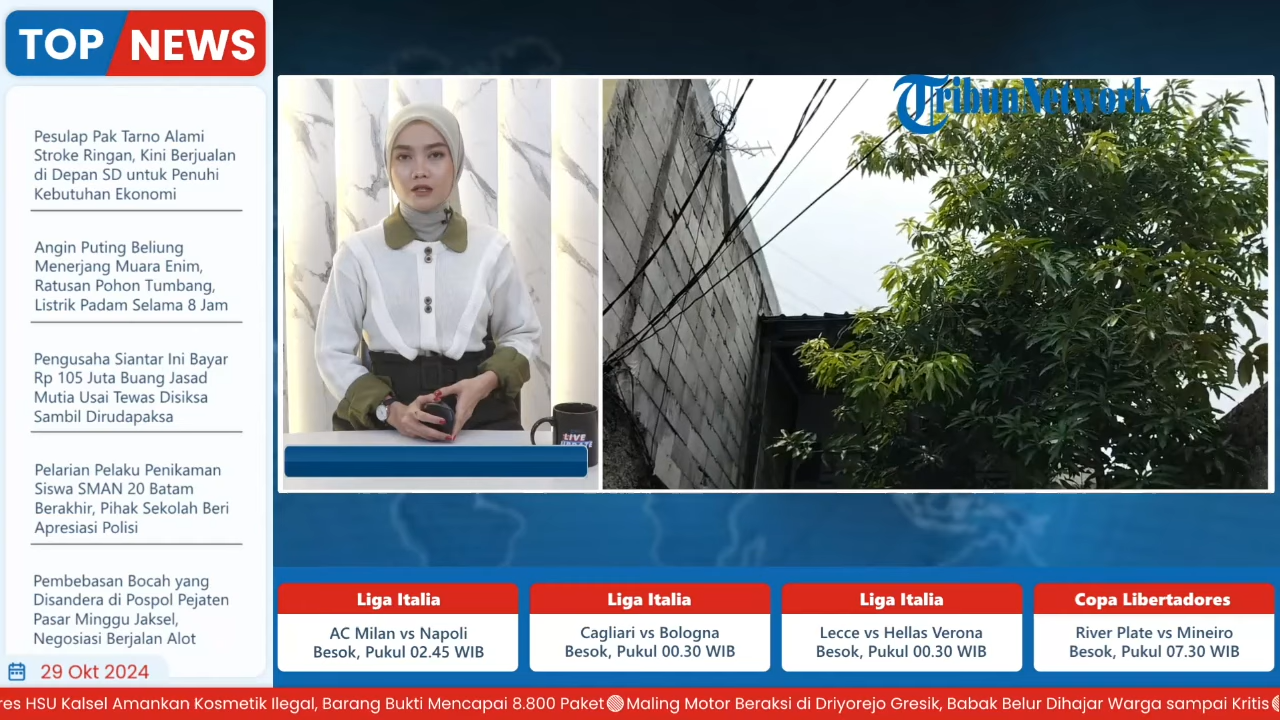 TOP NEWS
Pesulap Pak Tarno Alami
Stroke Ringan, Kini Berjualan
di Depan SD untuk Penuhi
Kebutuhan Ekonomi
Angin Puting Beliung
Menerjang Muara Enim,
Ratusan Pohon Tumbang,
Listrik Padam Selama 8 Jam
Pengusaha Siantar Ini Bayar
Rp 105 Juta Buang Jasad
Mutia Usai Tewas Disiksa
Sambil Dirudapaksa
Pelarian Pelaku Penikaman
Siswa SMAN 20 Batam
Berakhir, Pihak Sekolah Beri
Apresiasi Polisi
Pembebasan Bocah yang
Disandera di Pospol Pejaten
Pasar Minggu Jaksel,
Negosiasi Berjalan Alot
29 Okt 2024
Tribun Network
LIVE
UPDATE
Liga Italia
AC Milan vs Napoli
Besok, Pukul 02.45 WIB
Liga Italia
Cagliari vs Bologna
Besok, Pukul 00.30 WIB
Liga Italia
Lecce vs Hellas Verona
Besok, Pukul 00.30 WIB
Copa Libertadores
River Plate vs Mineiro
Besok, Pukul 07.30 WIB
res HSU Kalsel Amankan Kosmetik Ilegal, Barang Bukti Mencapai 8.800 Paket Maling Motor Beraksi di Driyorejo Gresik, Babak Belur Dihajar Warga sampai Kritis